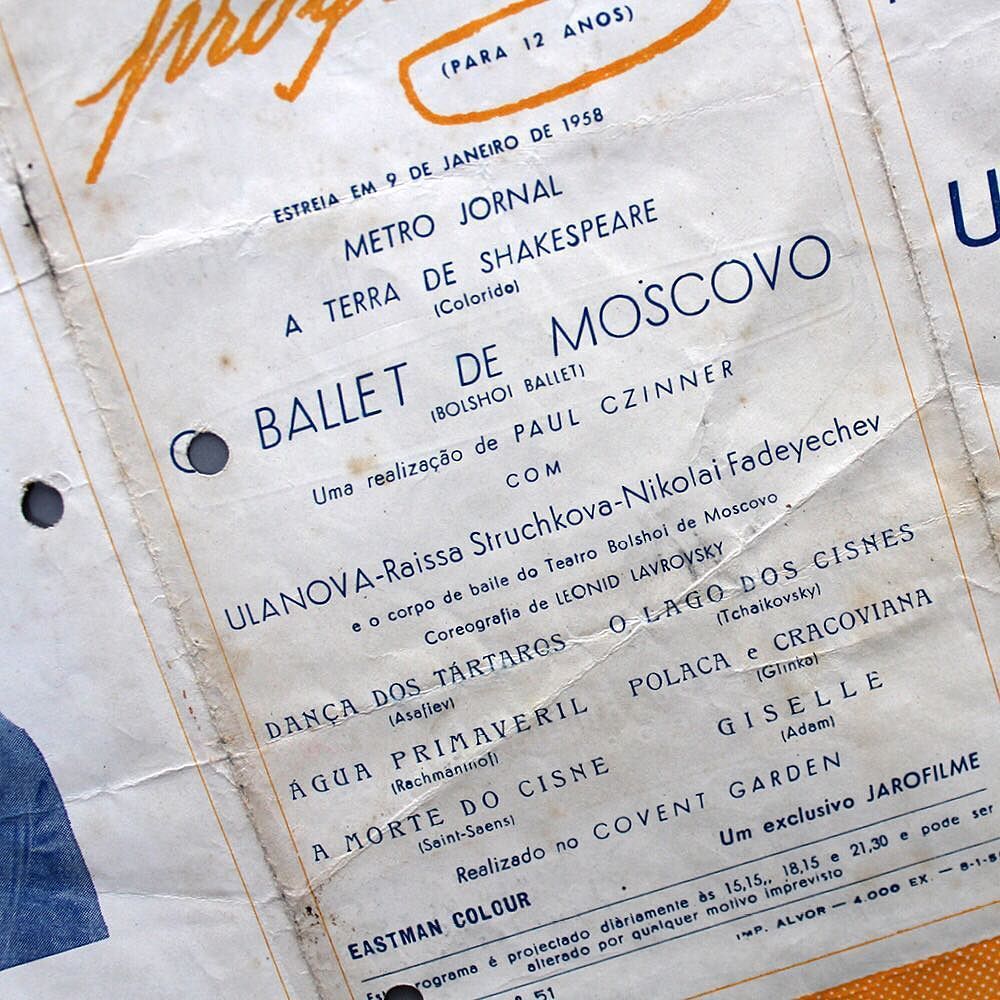 (PARA 12 ANOS)
ESTREIA EM 9 DE JANEIRO DE 1958
METRO JORNAL
A TERRA DE SHAKESPEARE
(Colorido)
O BALLET DE MOSCOVO
(BOLSHOI BALLET)
Uma realização de PAUL CZINNER
COM
ULANOVA-Raissa Struchkova-Nikolai Fadeyechev
e o corpo de baile do Teatro Bolshoi de Moscovo
Coreografia de LEONID LAVROVSKY
DANÇA DOS TÁRTAROS O LAGO DOS CISNES
(Asafiev) (Tchaikovsky)
ÁGUA PRIMAVERIL POLACA e CRACOVIANA
(Rachmaninof) (Glinka)
A MORTE DO CISNE GISELLE
(Saint-Saens) (Adam)
Realizado no COVENT GARDEN
Um exclusivo JAROFILME
EASTMAN COLOUR
programa é projectado diàriamente às 15,15,, 18,15 e 21,30 e pode ser
alterado por qualquer motivo imprevisto
IMP. ALVOR — 4.000 EX. — 8-1-5
51
U